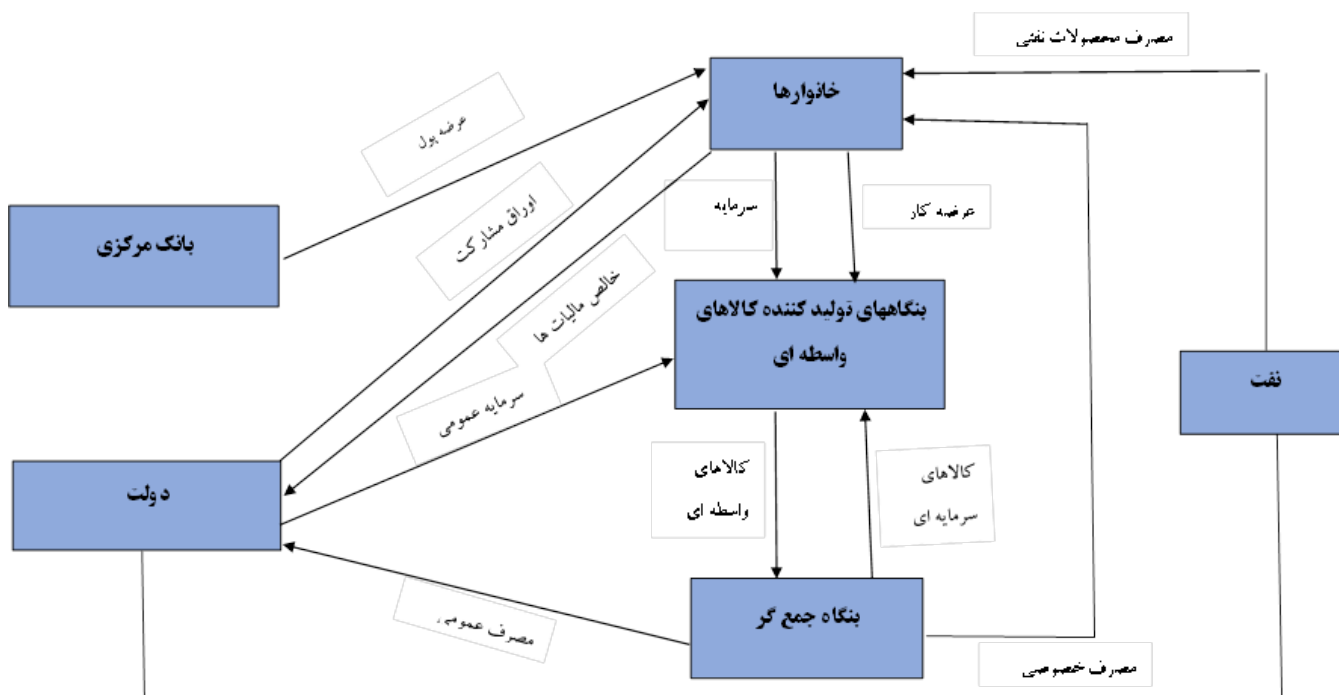 مصرف محصولات نفتی
خانوارها
عرضه پول
اوراق مشارکت
سرمایه
عرضه کار
بانک مرکزی
خالص مالیات ها
بنگاههای تولید کننده کالاهای
واسطه ای
نفت
سرمایه عمومی
دولت
کالاهای
واسطه ای
کالاهای
سرمایه ای
بنگاه جمع گر
مصرف عمومی
مصرف خصوصی